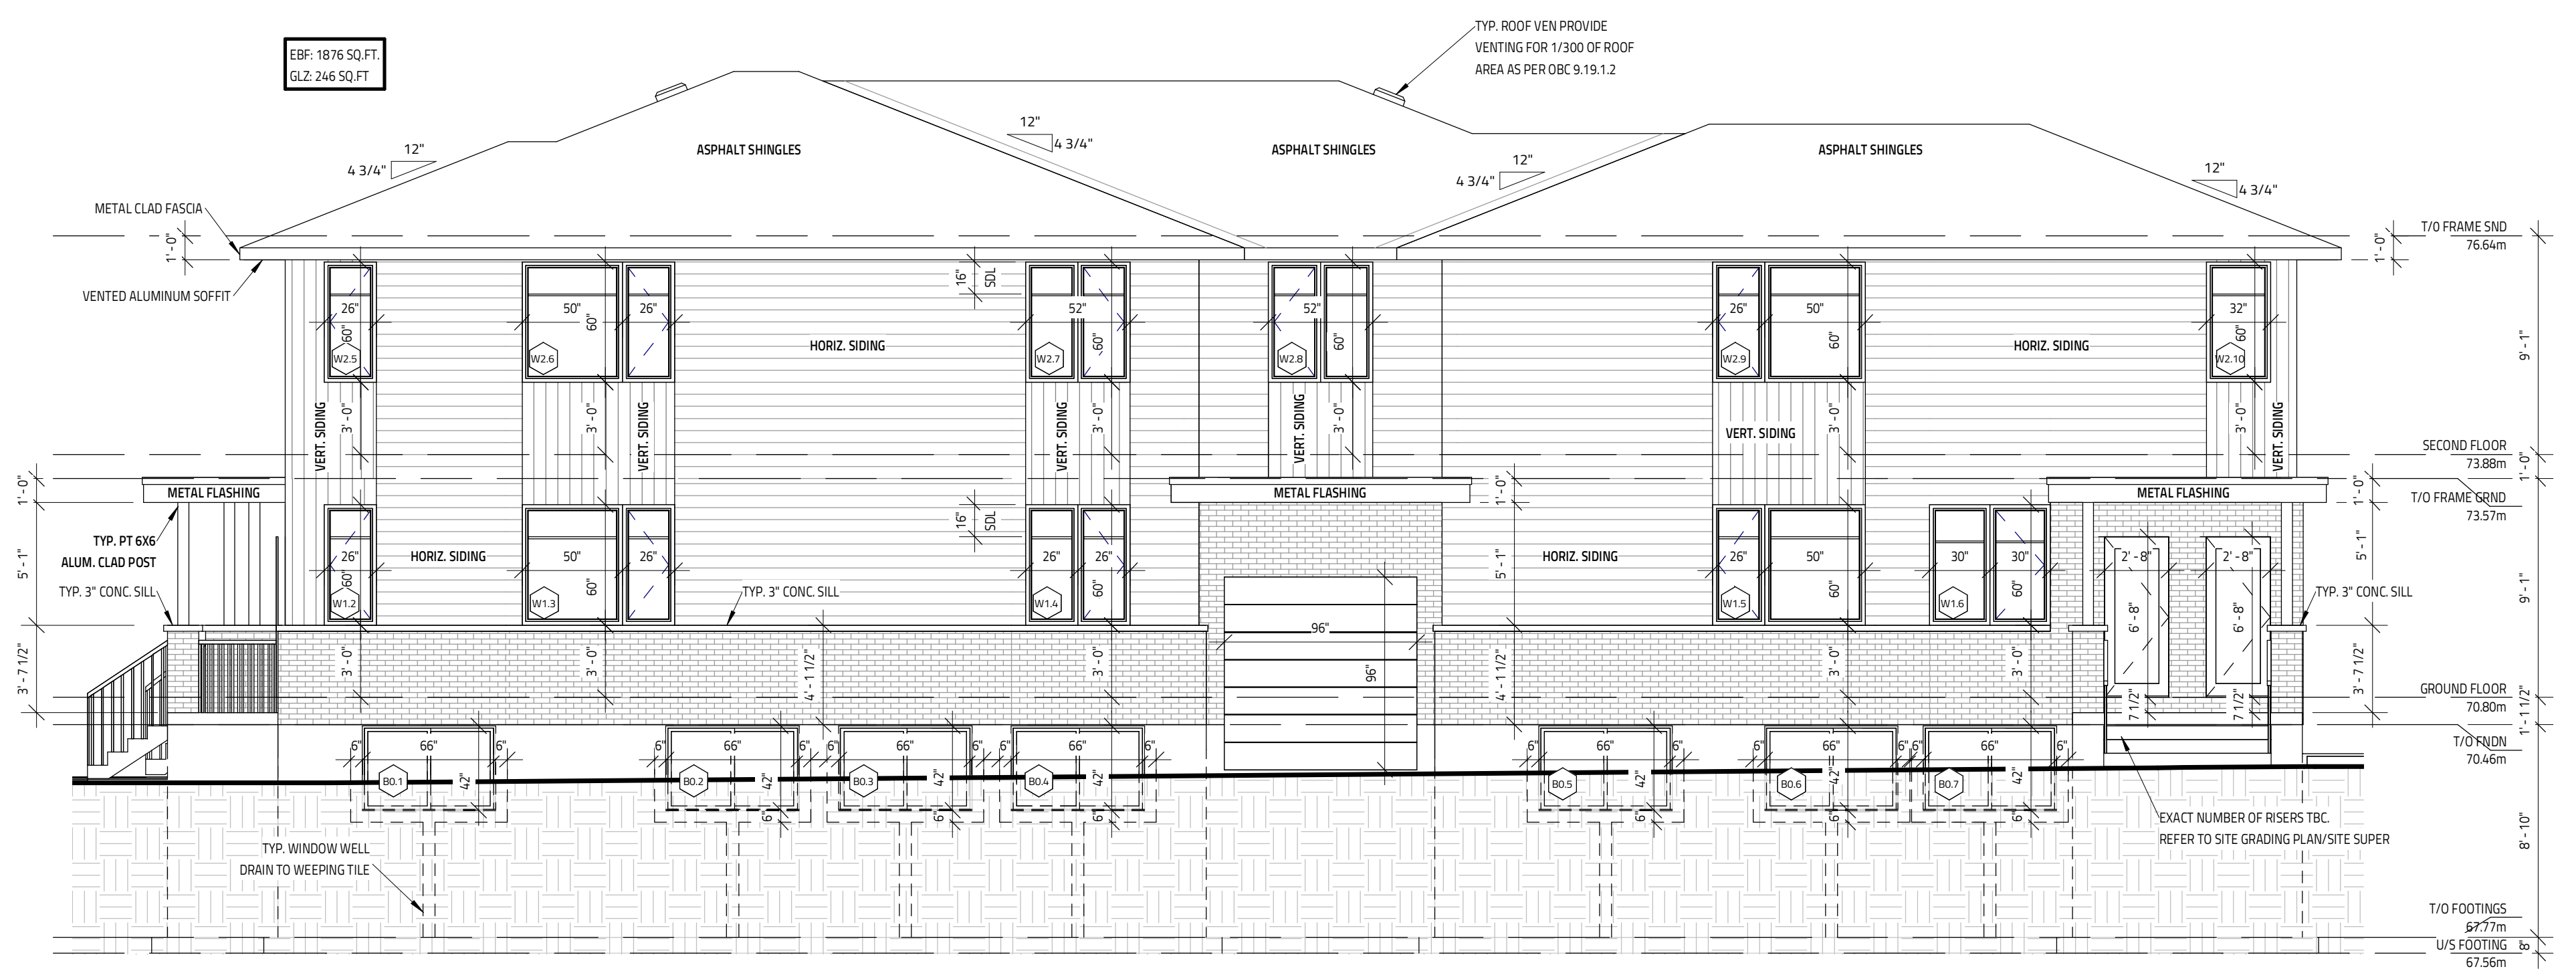 EBF: 1876 SQ.FT.
GLZ: 246 SQ.FT
TYP. ROOF VEN PROVIDE
VENTING FOR 1/300 OF ROOF
AREA AS PER OBC 9.19.1.2
12"
4 3/4"
ASPHALT SHINGLES
12"
4 3/4"
ASPHALT SHINGLES
12"
4 3/4"
ASPHALT SHINGLES
12"
4 3/4"
METAL CLAD FASCIA
1' - 0"
VENTED ALUMINUM SOFFIT
T/O FRAME SND
76.64m
1' - 0"
26"
60"
W2.5
50"
60"
26"
W2.6
16"
SDL
52"
60"
W2.7
52"
60"
W2.8
26"
50"
60"
W2.9
32"
60"
W2.10
HORIZ. SIDING
HORIZ. SIDING
9' - 1"
VERT. SIDING
3' - 0"
3' - 0"
VERT. SIDING
VERT. SIDING
3' - 0"
VERT. SIDING
3' - 0"
VERT. SIDING
3' - 0"
3' - 0"
VERT. SIDING
SECOND FLOOR
73.88m
1' - 0"
T/O FRAME GRND
73.57m
1' - 0"
METAL FLASHING
METAL FLASHING
1' - 0"
METAL FLASHING
1' - 0"
TYP. PT 6X6
ALUM. CLAD POST
TYP. 3" CONC. SILL
5' - 1"
26"
60"
W1.2
HORIZ. SIDING
50"
60"
26"
W1.3
16"
SDL
TYP. 3" CONC. SILL
26"
26"
60"
W1.4
5' - 1"
HORIZ. SIDING
26"
50"
60"
W1.5
30"
30"
60"
W1.6
2' - 8"
2' - 8"
6' - 8"
6' - 8"
5' - 1"
TYP. 3" CONC. SILL
9' - 1"
96"
96"
3' - 7 1/2"
3' - 0"
3' - 0"
4' - 1 1/2"
3' - 0"
4' - 1 1/2"
3' - 0"
3' - 0"
7 1/2"
7 1/2"
3' - 7 1/2"
GROUND FLOOR
70.80m
1' - 1 1/2"
T/O FNDN
70.46m
6"
66"
6"
42"
B0.1
6"
66"
6"
42"
6"
B0.2
6"
66"
6"
42"
6"
B0.3
6"
66"
6"
42"
6"
B0.4
6"
66"
6"
42"
6"
B0.5
6"
66"
6"
42"
6"
B0.6
6"
66"
6"
42"
6"
B0.7
EXACT NUMBER OF RISERS TBC.
REFER TO SITE GRADING PLAN/SITE SUPER
TYP. WINDOW WELL
DRAIN TO WEEPING TILE
8' - 10"
T/O FOOTINGS
67.77m
U/S FOOTING
67.56m
8"